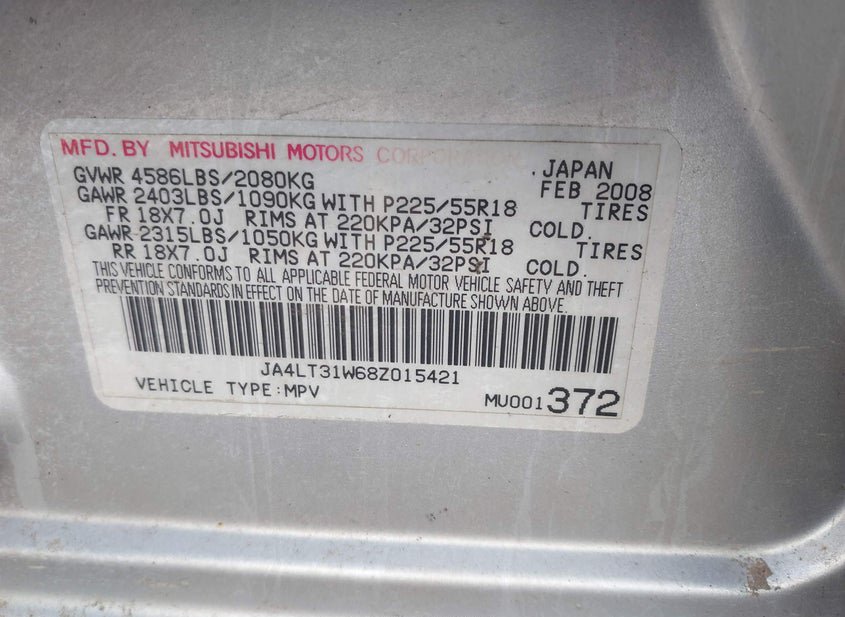 MFD. BY MITSUBISHI MOTORS CORPORATION JAPAN
GVWR 4586LBS/2080KG FEB 2008
GAWR 2403LBS/1090KG WITH P225/55R18 TIRES
FR 18X7.0J RIMS AT 220KPA/32PSI COLD.
GAWR 2315LBS/1050KG WITH P225/55R18 TIRES
RR 18X7.0J RIMS AT 220KPA/32PSI COLD.
THIS VEHICLE CONFORMS TO ALL APPLICABLE FEDERAL MOTOR VEHICLE SAFETY AND THEFT
PREVENTION STANDARDS IN EFFECT ON THE DATE OF MANUFACTURE SHOWN ABOVE.
JA4LT31W68Z015421
VEHICLE TYPE:MPV MU001372